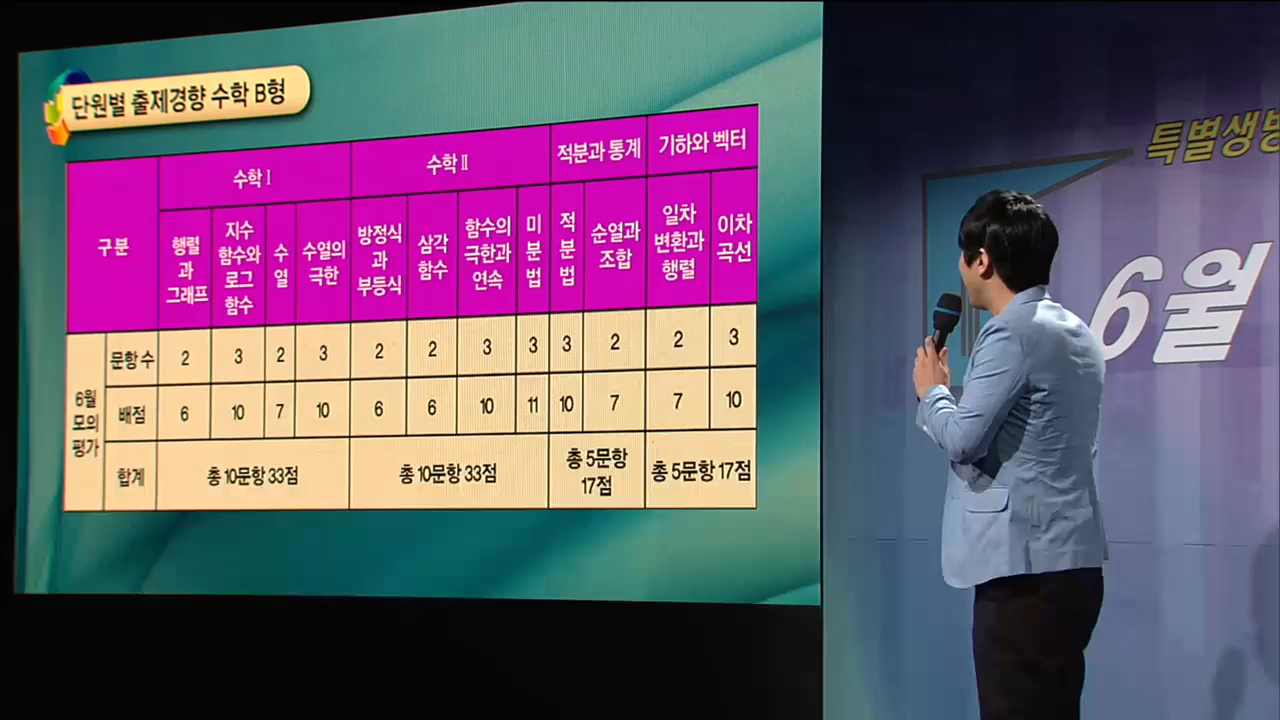 단원별 출제경향 수학 B형
구분
수학Ⅰ
수학Ⅱ
적분과 통계
기하와 벡터
행렬
과
그래프
지수
함수와
로그
함수
수
열
수열의
극한
방정식
과
부등식
삼각
함수
함수의
극한과
연속
미
분
법
적
분
법
순열과
조합
일차
변환과
행렬
이차
곡선
6월
모의
평가
문항 수 2 3 2 3 2 2 3 3 3 2 2 3
배점 6 10 7 10 6 6 10 11 10 7 7 10
합계
총 10문항 33점
총 10문항 33점
총 5문항
17점
총 5문항 17점
특별생방
6월